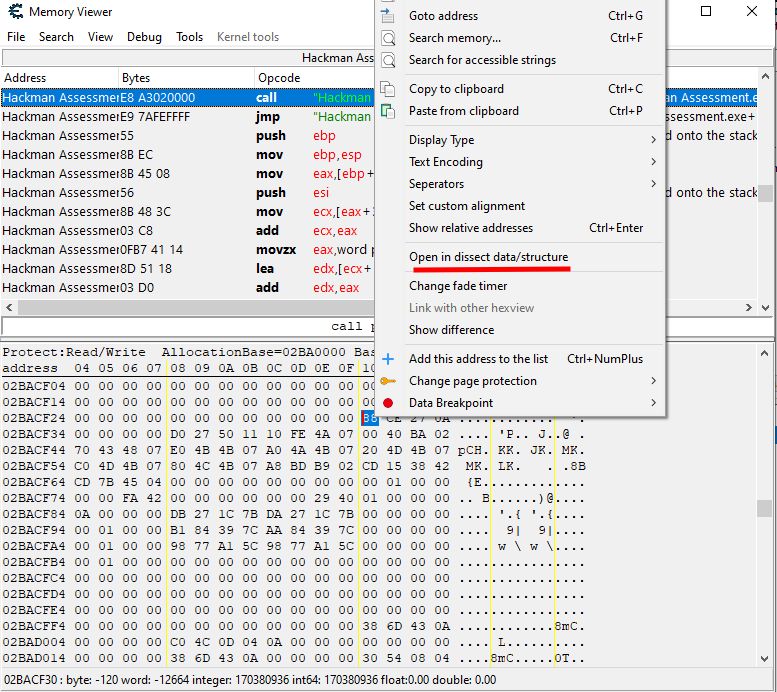 Memory Viewer
File Search View Debug Tools Kernel tools
Hackman Assessment
Address Bytes Opcode
Hackman Assessmer E8 A3020000 call "Hackman an Assessment.e
Hackman Assessmer E9 7AFEFFFF jmp "Hackman sessment.exe+
Hackman Assessmer 55 push ebp d onto the stack
Hackman Assessmer 8B EC mov ebp,esp
Hackman Assessmer 8B 45 08 mov eax,[ebp+
Hackman Assessmer 56 push esi d onto the stack
Hackman Assessmer 8B 48 3C mov ecx,[eax+
Hackman Assessmer 03 C8 add ecx,eax
Hackman Assessmer 0FB7 41 14 movzx eax,word p
Hackman Assessmer 8D 51 18 lea edx,[ecx+
Hackman Assessmer 03 D0 add edx,eax
call p
Goto address Ctrl+G
Search memory... Ctrl+F
Search for accessible strings
Copy to clipboard Ctrl+C
Paste from clipboard Ctrl+P
Display Type
Text Encoding
Seperators
Set custom alignment
Show relative addresses Ctrl+Enter
Open in dissect data/structure
Change fade timer
Link with other hexview
Show difference
Add this address to the list Ctrl+NumPlus
Change page protection
Data Breakpoint
Protect:Read/Write AllocationBase=02BA0000 Bas
address 04 05 06 07 08 09 0A 0B 0C 0D 0E 0F 10
02BACF04 00 00 00 00 00 00 00 00 00 00 00 00
02BACF14 00 00 00 00 00 00 00 00 00 00 00 00
02BACF24 00 00 00 00 00 00 00 00 00 00 00 00 88 CE 27 0A
02BACF34 00 00 00 00 D0 27 50 11 10 FE 4A 07 00 40 BA 02 .... 'P.. J..@ .
02BACF44 70 43 48 07 E0 4B 4B 07 A0 4A 4B 07 20 4D 4B 07 pCH. KK. JK. MK.
02BACF54 C0 4D 4B 07 80 4C 4B 07 A8 BD B9 02 CD 15 38 42 MK. LK. . .8B
02BACF64 CD 7B 45 04 00 00 00 00 00 00 00 00 00 01 00 00 {E.............
02BACF74 00 00 FA 42 00 00 00 00 00 00 29 40 01 00 00 00 .. B......)@....
02BACF84 0A 00 00 00 DB 27 1C 7B DA 27 1C 7B 00 00 00 00 .... '.{ '.{....
02BACF94 00 01 00 00 B1 84 39 7C AA 84 39 7C 00 00 00 00 .... 9| 9|....
02BACFA4 01 00 00 00 98 77 A1 5C 98 77 A1 5C 00 00 00 00 .... w \ w \....
02BACFB4 00 01 00 00 00 00 00 00 00 00 00 00 00 00 00 00 ................
02BACFC4 00 00 00 00 00 00 00 00 00 00 00 00 00 00 00 00 ................
02BACFD4 00 00 00 00 00 00 00 00 00 00 00 00 00 00 00 00 ................
02BACFE4 00 00 00 00 00 00 00 00 00 00 00 00 00 00 00 00 ................
02BACFF4 00 00 00 00 00 00 00 00 00 00 00 00 38 6D 43 0A ............8mC.
02BAD004 00 00 00 00 C0 4C 0D 04 0A 00 00 00 00 00 00 00 .... L..........
02BAD014 00 00 00 00 38 6D 43 0A 00 00 00 00 30 54 08 04 ....8mC.....0T..
02BACF30 : byte: -120 word: -12664 integer: 170380936 int64: 170380936 float:0.00 double: 0.00